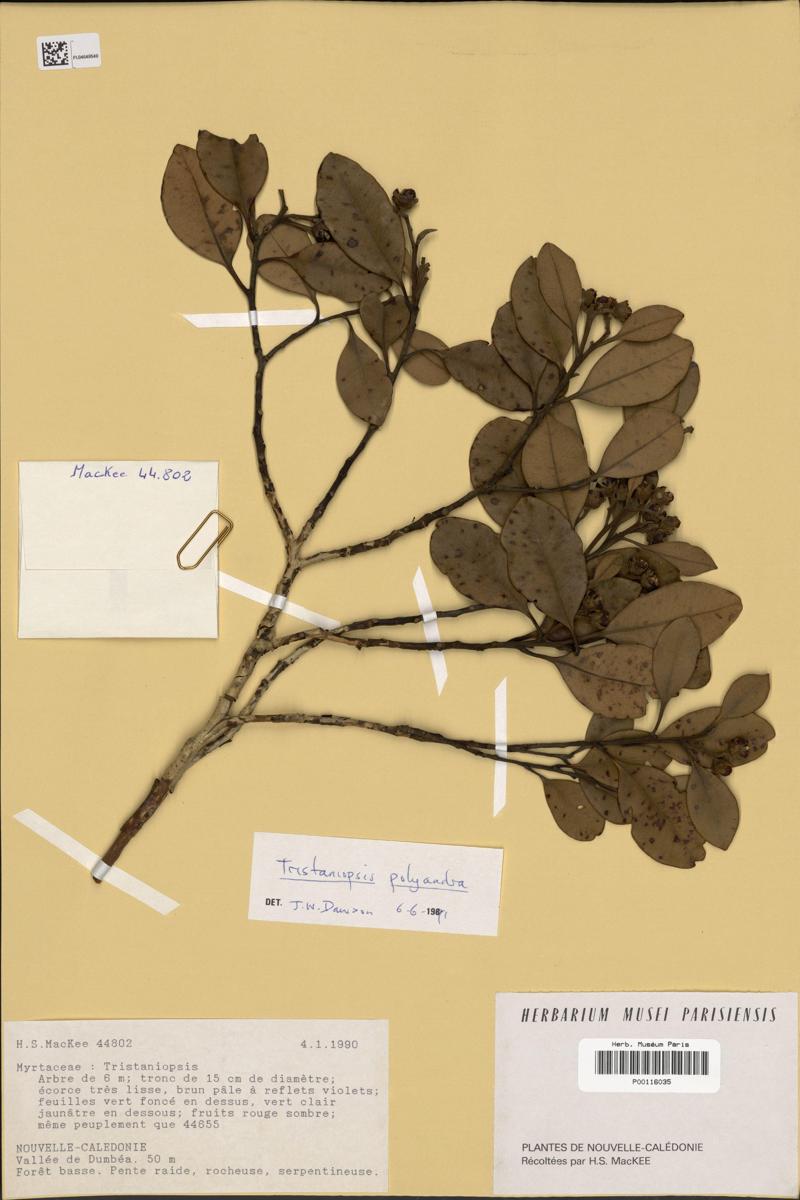 PL04049540
MacKee 44.802
Tristaniopsis polyandra
DET. J.W. Dawson 6-6-1991
H.S.MacKee 44802 4.1.1990
Myrtaceae : Tristaniopsis
Arbre de 6 m; tronc de 15 cm de diamètre;
écorce très lisse, brun pâle à reflets violets;
feuilles vert foncé en dessus, vert clair
jaunâtre en dessous; fruits rouge sombre;
même peuplement que 44655
NOUVELLE-CALEDONIE
Vallée de Dumbéa. 50 m
Forêt basse. Pente raide, rocheuse, serpentineuse.
HERBARIUM MUSEI PARISIENSIS
Herb. Muséum Paris
P00116035
PLANTES DE NOUVELLE-CALÉDONIE
Récoltées par H.S. MacKEE